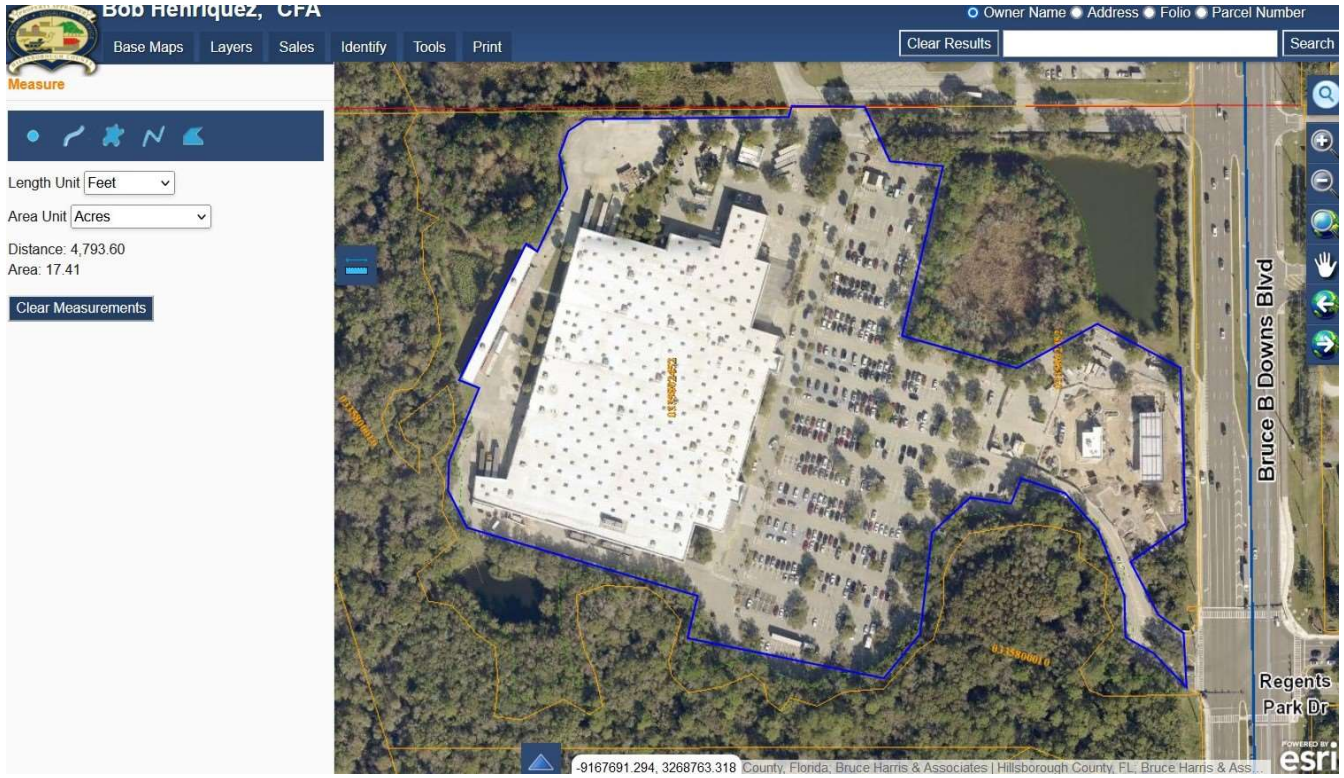 Bob Henriquez, CFA
Owner Name Address Folio Parcel Number
Base Maps Layers Sales Identify Tools Print
Clear Results
Search
Measure
Length Unit Feet
Area Unit Acres
Distance: 4,793.60
Area: 17.41
Clear Measurements
Bruce B Downs Blvd
0335800010
Regents
Park Dr
POWERED BY
esri
-9167691.294, 3268763.318
County, Florida; Bruce Harris & Associates | Hillsborough County, FL, Bruce Harris & Ass...